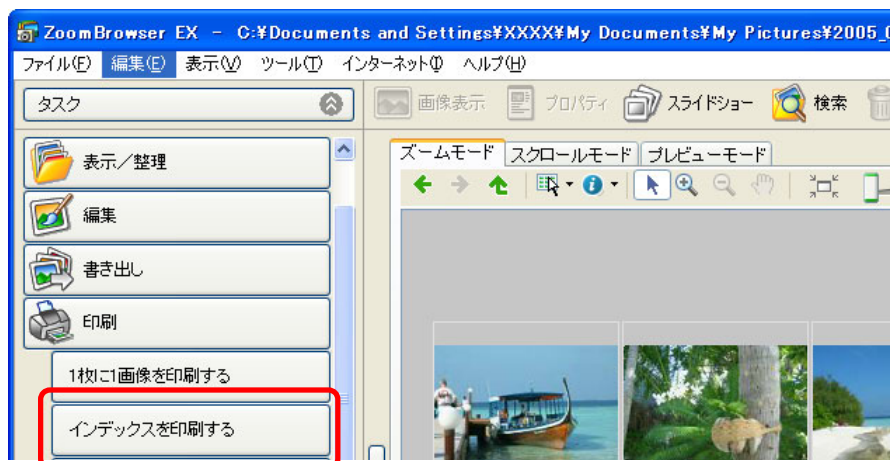 ZoomBrowser EX - C:¥Documents and Settings¥XXXX¥My Documents¥My Pictures¥2005_
ファイル(F) 編集(E) 表示(V) ツール(T) インターネット(I) ヘルプ(H)
タスク 画像表示 プロパティ スライドショー 検索
ズームモード スクロールモード プレビューモード
表示/整理
編集
書き出し
印刷
1枚に1画像を印刷する
インデックスを印刷する